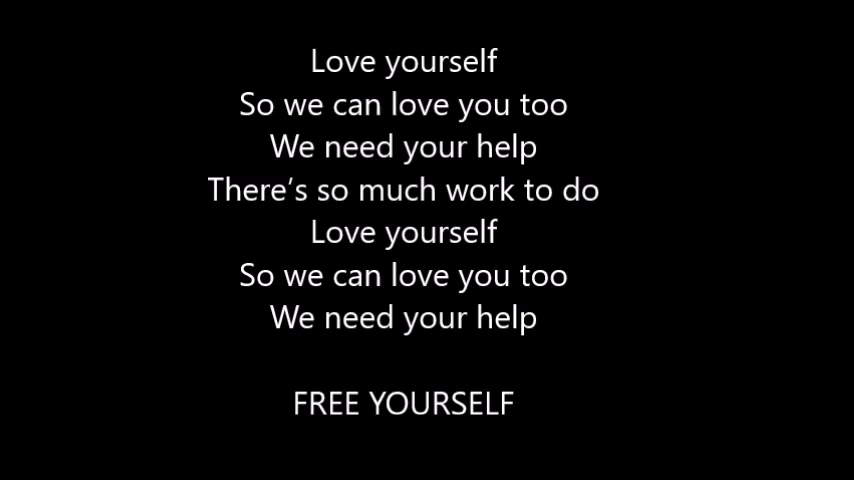 Love yourself
So we can love you too
We need your help
There’s so much work to do
Love yourself
So we can love you too
We need your help
FREE YOURSELF